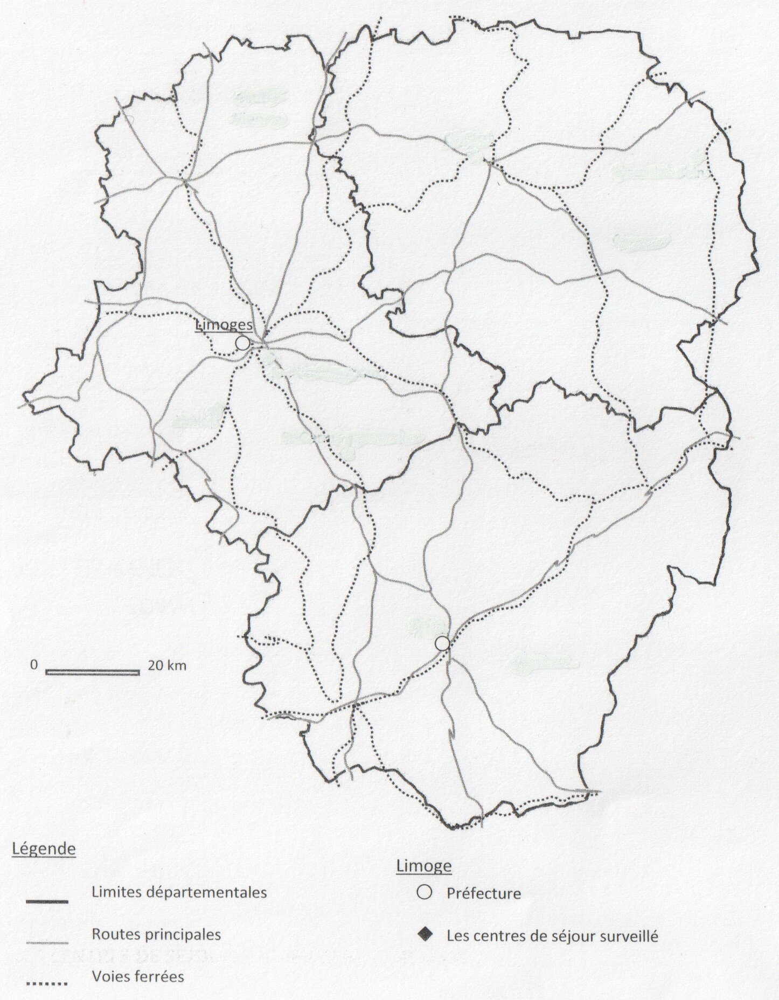 Limoges
0 20 km
Légende
Limites départementales
Routes principales
Voies ferrées
Limoge
Préfecture
Les centres de séjour surveillé